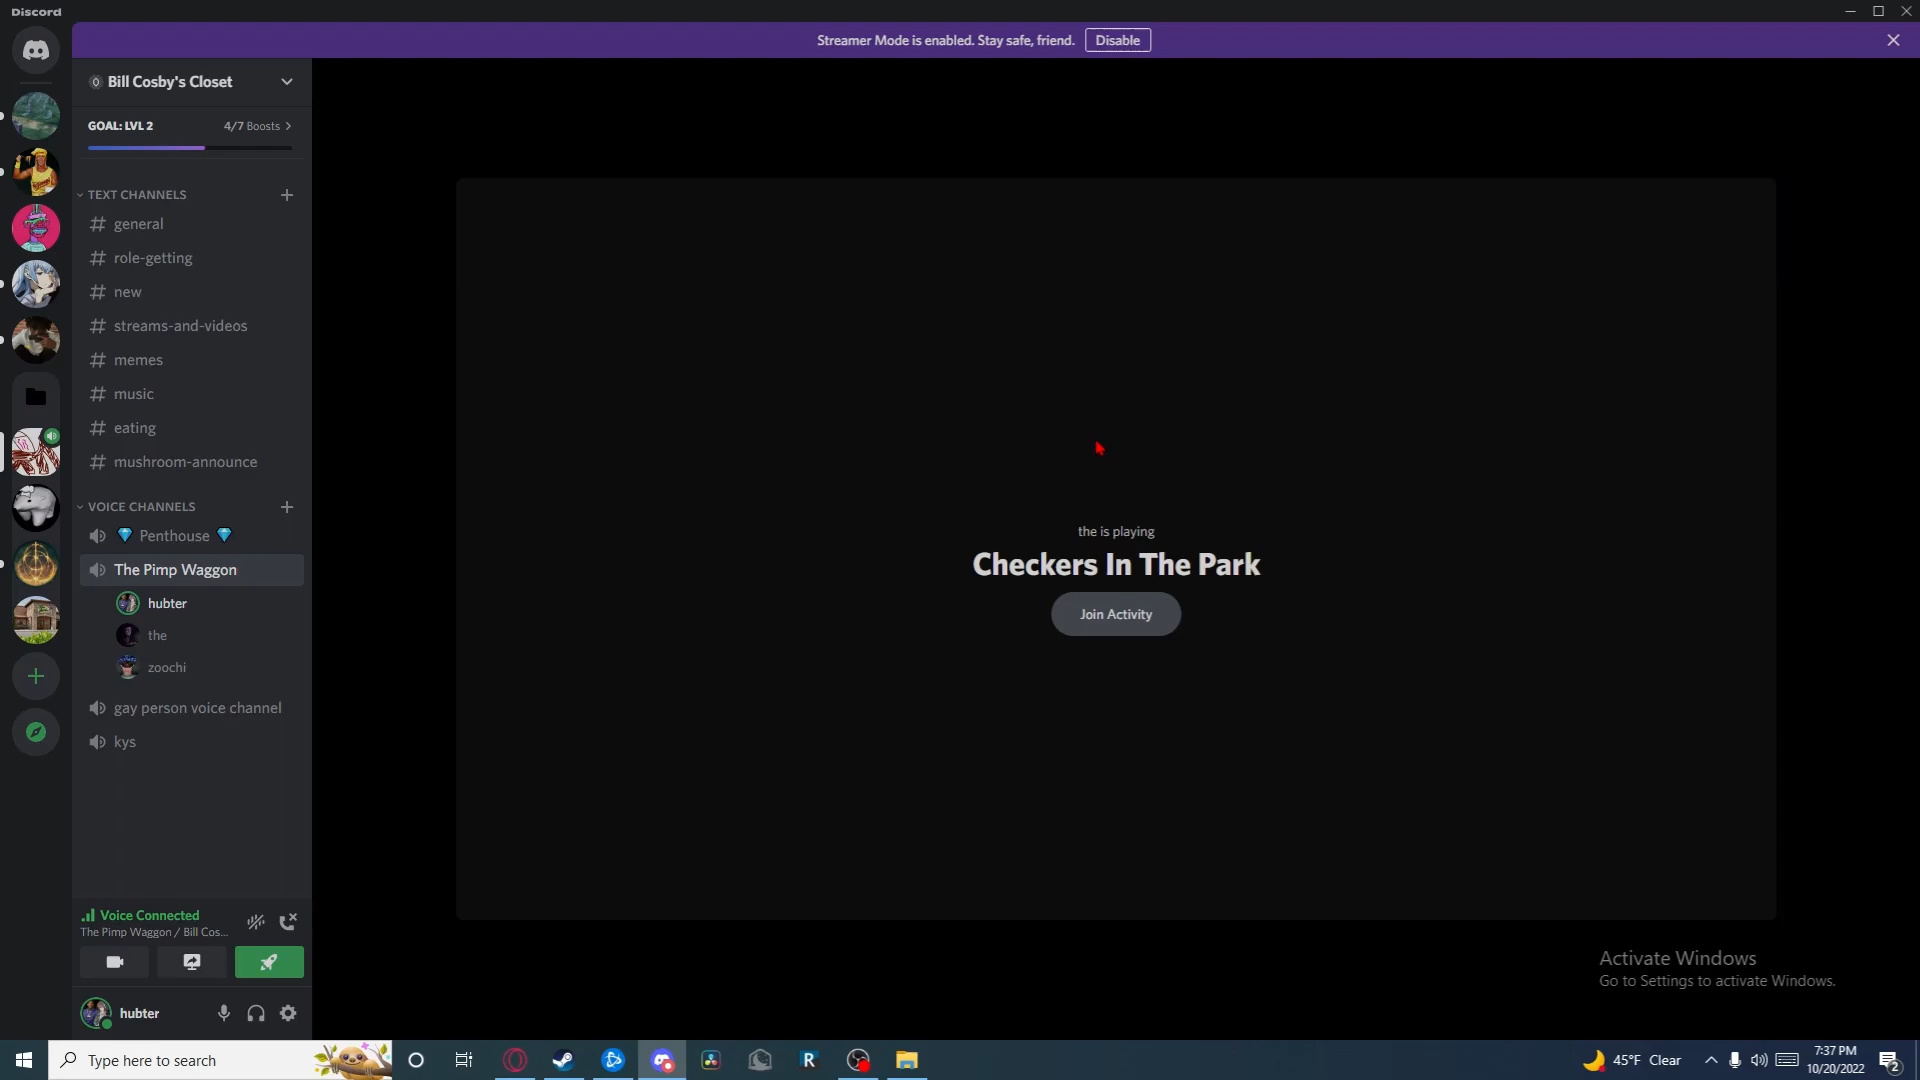 Discord
Streamer Mode is enabled. Stay safe, friend.
Disable
Bill Cosby's Closet
GOAL: LVL 2
4/7 Boosts
TEXT CHANNELS
general
role-getting
new
streams-and-videos
memes
music
eating
mushroom-announce
VOICE CHANNELS
Penthouse
The Pimp Waggon
hubter
the
zoochi
gay person voice channel
kys
the is playing
Checkers In The Park
Join Activity
Voice Connected
The Pimp Waggon / Bill Cos...
hubter
Activate Windows
Go to Settings to activate Windows.
Type here to search
R
45°F Clear
7:37 PM
10/20/2022
2